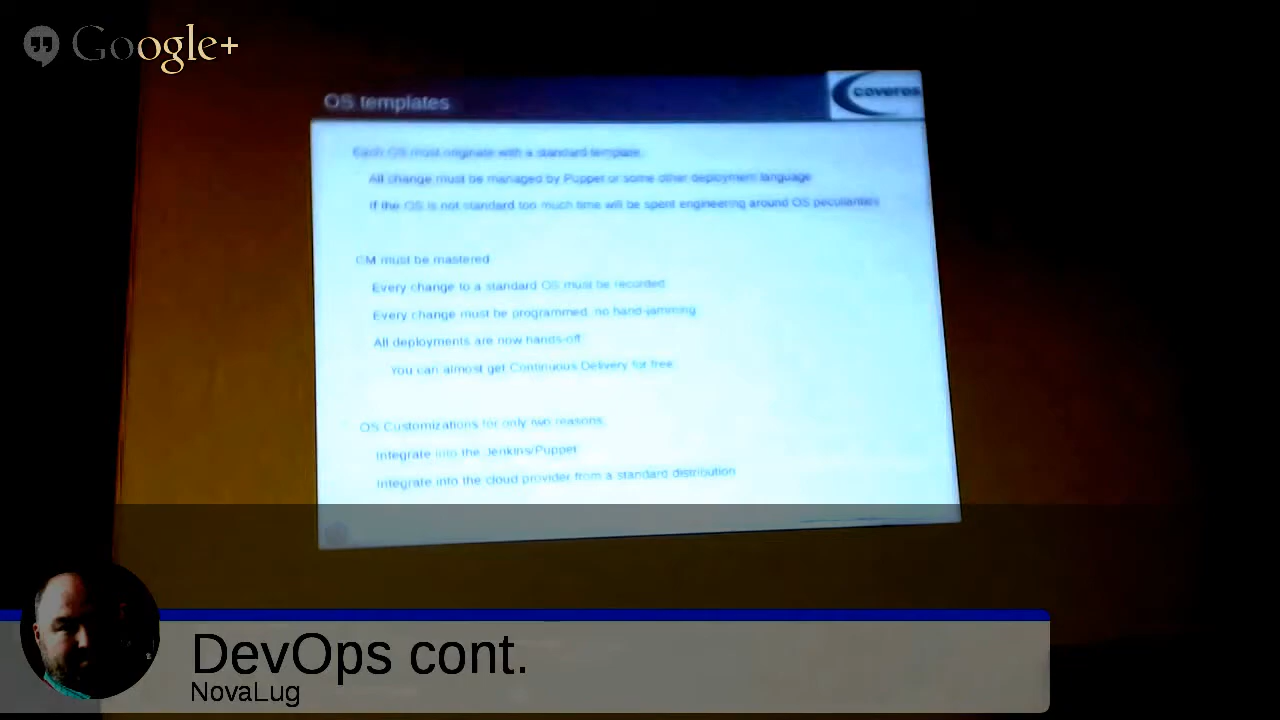 Google+
OS templates
coveros
Each OS must originate with a standard template.
All change must be managed by Puppet or some other deployment language
If the OS is not standard too much time will be spent engineering around OS peculiarities
CM must be mastered
Every change to a standard OS must be recorded
Every change must be programmed, no hand-jamming
All deployments are now hands-off
You can almost get Continuous Delivery for free.
OS Customizations for only two reasons.
Integrate into the Jenkins/Puppet
Integrate into the cloud provider from a standard distribution
DevOps cont.
NovaLug